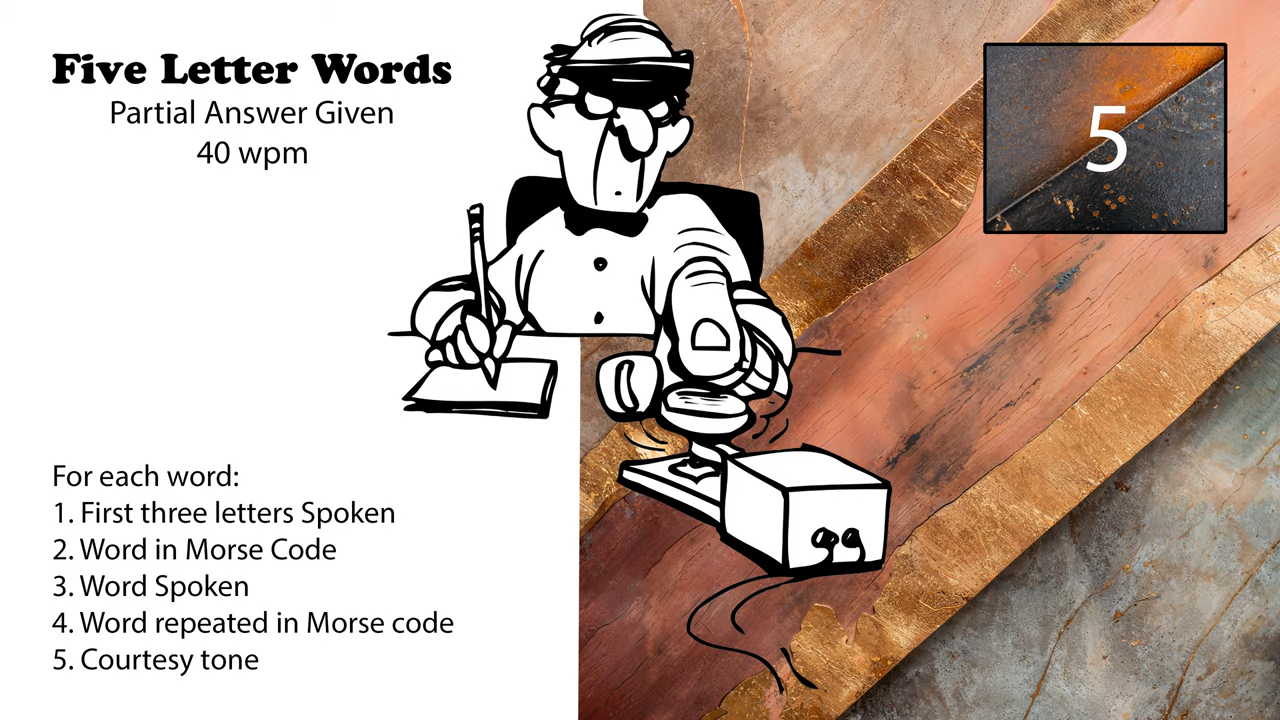 Five Letter Words
Partial Answer Given
40 wpm
5
For each word:
1. First three letters Spoken
2. Word in Morse Code
3. Word Spoken
4. Word repeated in Morse code
5. Courtesy tone